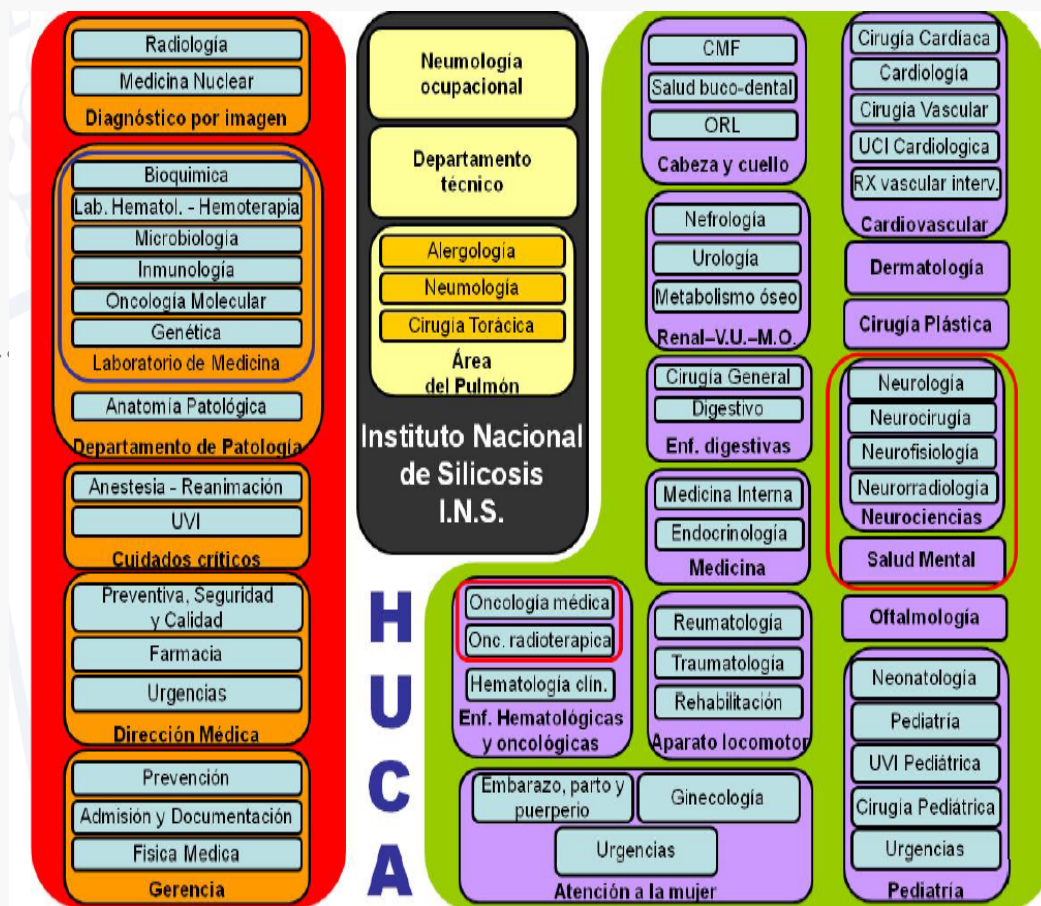 Radiología
Medicina Nuclear
Diagnóstico por imagen
Bioquimica
Lab. Hematol. - Hemoterapia
Microbiología
Inmunología
Oncología Molecular
Genética
Laboratorio de Medicina
Anatomía Patológica
Departamento de Patología
Anestesia - Reanimación
UVI
Cuidados críticos
Preventiva, Seguridad
y Calidad
Farmacia
Urgencias
Dirección Médica
Prevención
Admisión y Documentación
Fisica Medica
Gerencia
Neumología
ocupacional
Departamento
técnico
Alergología
Neumología
Cirugía Torácica
Área
del Pulmón
Instituto Nacional
de Silicosis
I.N.S.
HUCA
CMF
Salud buco-dental
ORL
Cabeza y cuello
Nefrología
Urología
Metabolismo óseo
Renal–V.U.–M.O.
Cirugía General
Digestivo
Enf. digestivas
Medicina Interna
Endocrinología
Medicina
Oncología médica
Onc. radioterapica
Hematología clín.
Enf. Hematológicas
y oncológicas
Reumatología
Traumatología
Rehabilitación
Aparato locomotor
Embarazo, parto y
puerperio
Ginecología
Urgencias
Atención a la mujer
Cirugía Cardíaca
Cardiología
Cirugía Vascular
UCI Cardiologica
RX vascular interv.
Cardiovascular
Dermatología
Cirugía Plástica
Neurología
Neurocirugía
Neurofisiología
Neurorradiología
Neurociencias
Salud Mental
Oftalmología
Neonatología
Pediatría
UVI Pediátrica
Cirugía Pediátrica
Urgencias
Pediatría